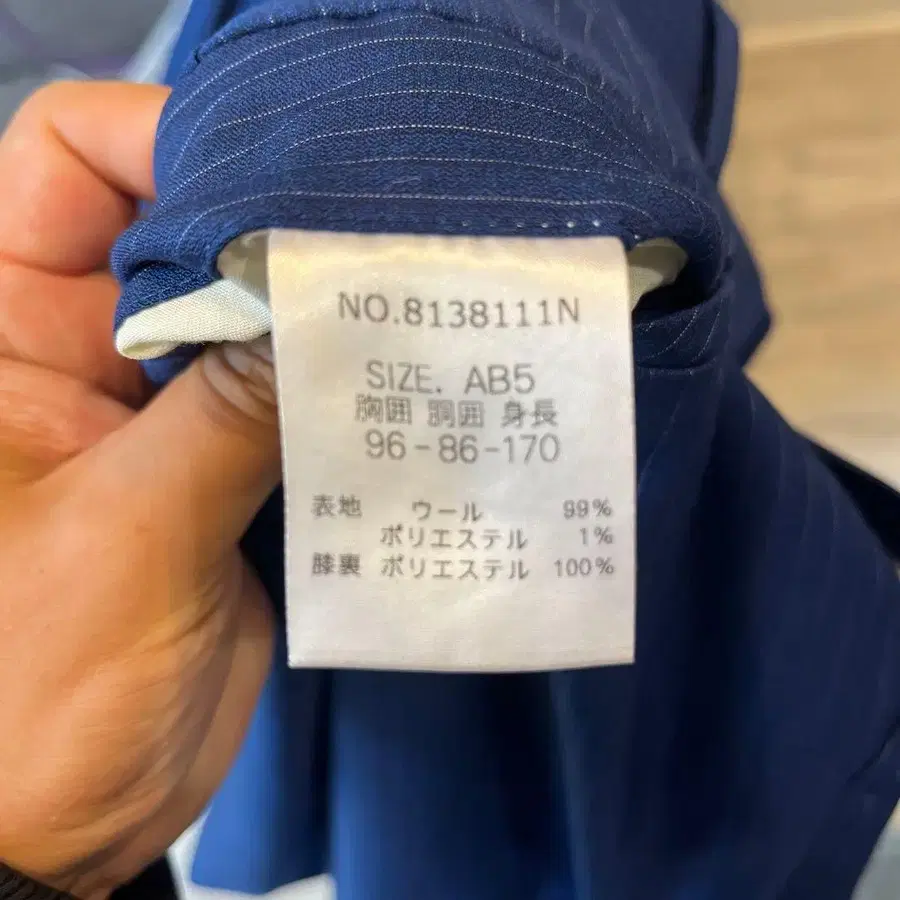 NO.8138111N
SIZE. AB5
胸囲 胴囲 身長
96-86-170
表地 ウール 99%
ポリエステル 1%
膝裏 ポリエステル 100%